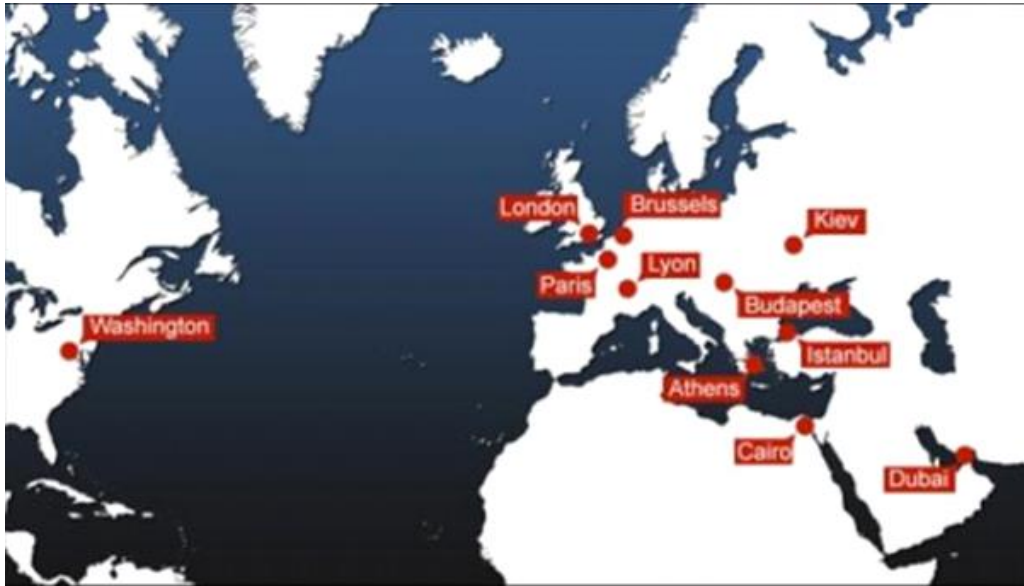 London
Brussels
Kiev
Paris
Lyon
Budapest
Washington
Istanbul
Athens
Cairo
Dubai